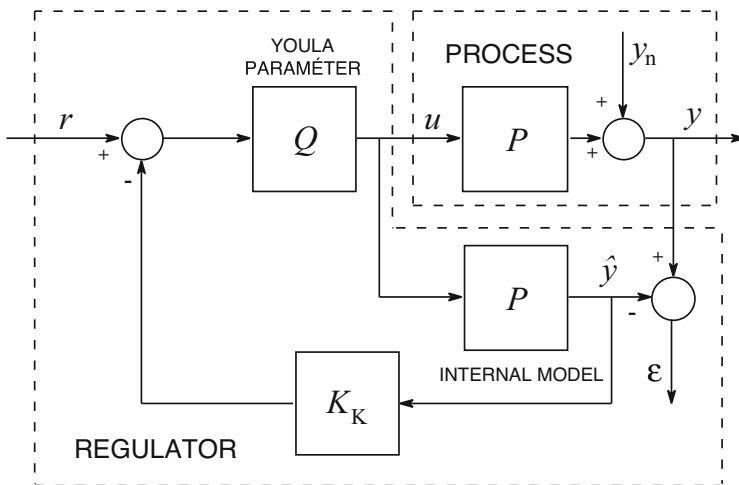 YOULA
PARAMÉTER
PROCESS
y_n
+
r
+
-
Q
u
P
+
y
+
P
ŷ
-
INTERNAL MODEL
ε
K_K
REGULATOR